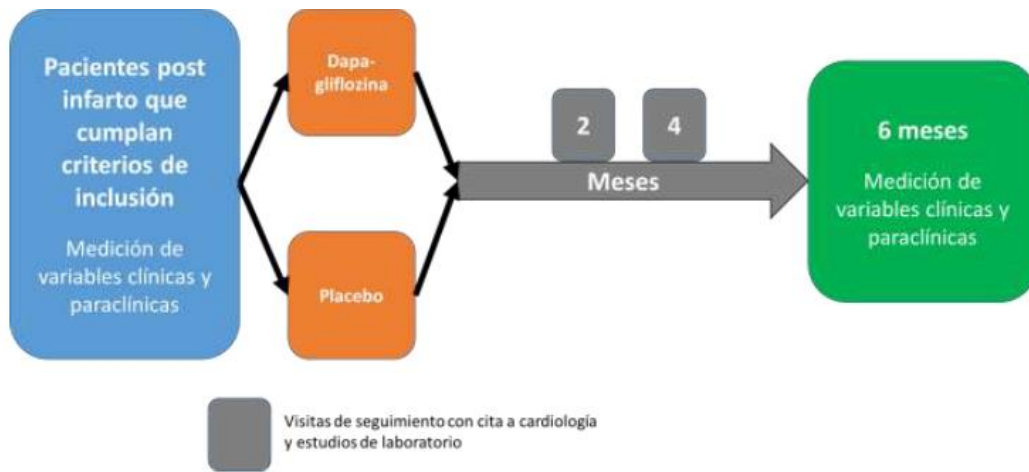 Pacientes post
infarto que
cumplan
criterios de
inclusión
Medición de
variables clínicas y
paraclínicas
Dapa-
gliflozina
Placebo
2
4
Meses
6 meses
Medición de
variables clínicas y
paraclínicas
Visitas de seguimiento con cita a cardiología
y estudios de laboratorio